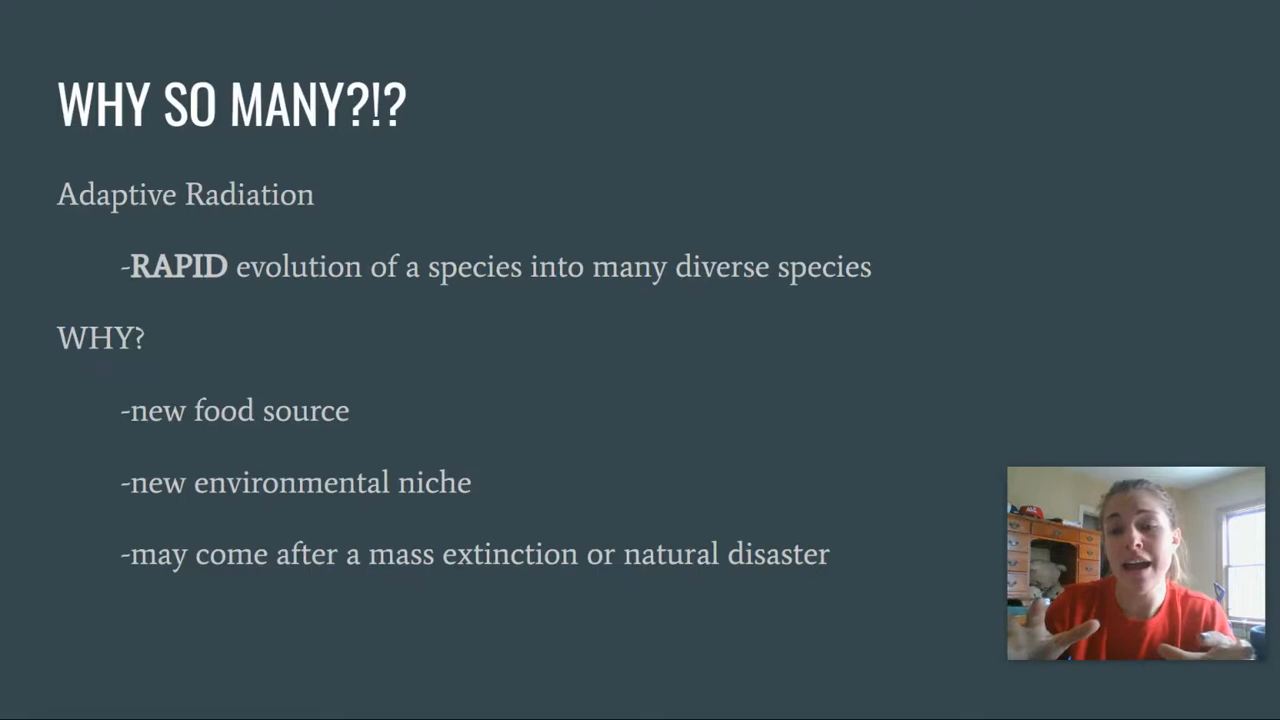 WHY SO MANY?!?
Adaptive Radiation
-RAPID evolution of a species into many diverse species
WHY?
-new food source
-new environmental niche
-may come after a mass extinction or natural disaster